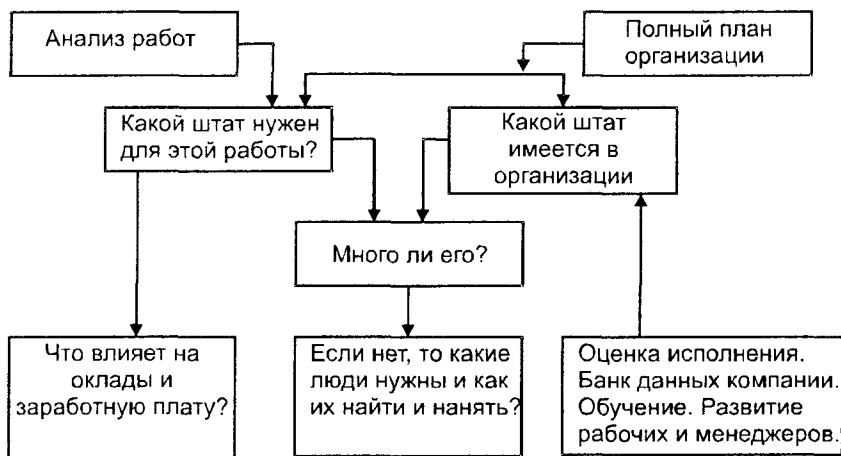 Анализ работ
Полный план
организации
Какой штат нужен
для этой работы?
Какой штат
имеется в
организации
Много ли его?
Что влияет на
оклады и
заработную плату?
Если нет, то какие
люди нужны и как
их найти и нанять?
Оценка исполнения.
Банк данных компании.
Обучение. Развитие
рабочих и менеджеров.